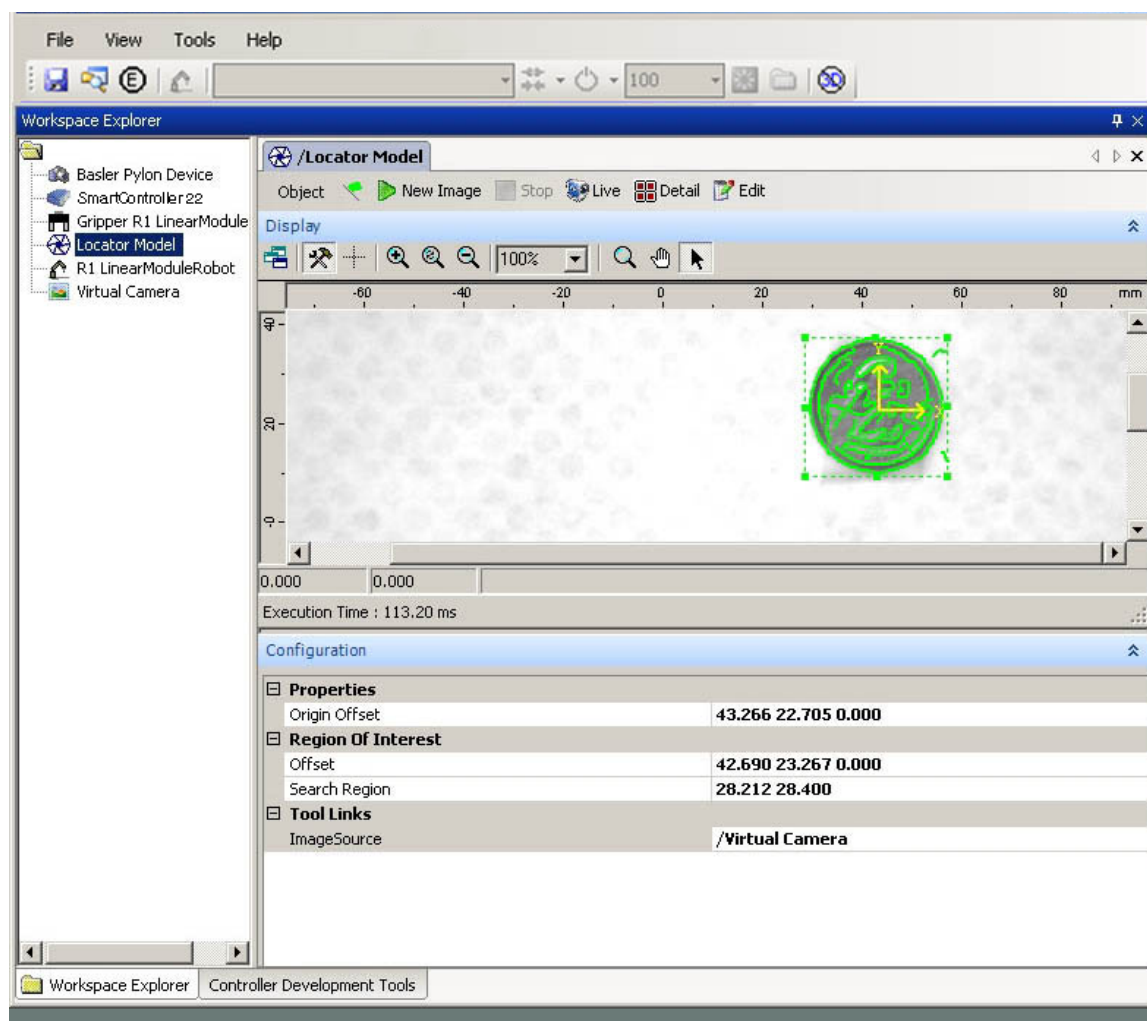 File View Tools Help
100
Workspace Explorer
Basler Pylon Device
SmartController 22
Gripper R1 LinearModule
Locator Model
R1 LinearModuleRobot
Virtual Camera
/Locator Model
Object New Image Stop Live Detail Edit
Display
100%
-60 -40 -20 0 20 40 60 80 mm
40
20
-0
Y
X
0.000 0.000
Execution Time : 113.20 ms
Configuration
Properties
Origin Offset 43.266 22.705 0.000
Region Of Interest
Offset 42.690 23.267 0.000
Search Region 28.212 28.400
Tool Links
ImageSource /Virtual Camera
Workspace Explorer Controller Development Tools